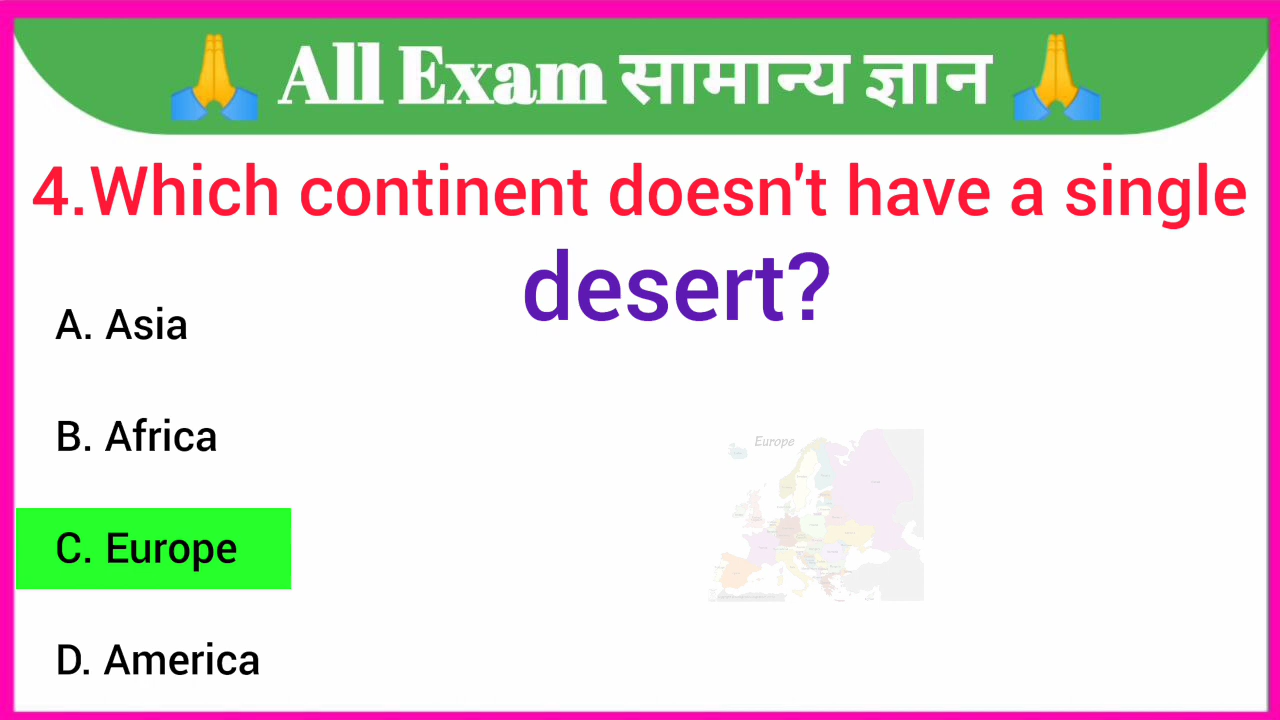 🙏 All Exam सामान्य ज्ञान 🙏
4.Which continent doesn't have a single
desert?
A. Asia
B. Africa
C. Europe
D. America
Europe